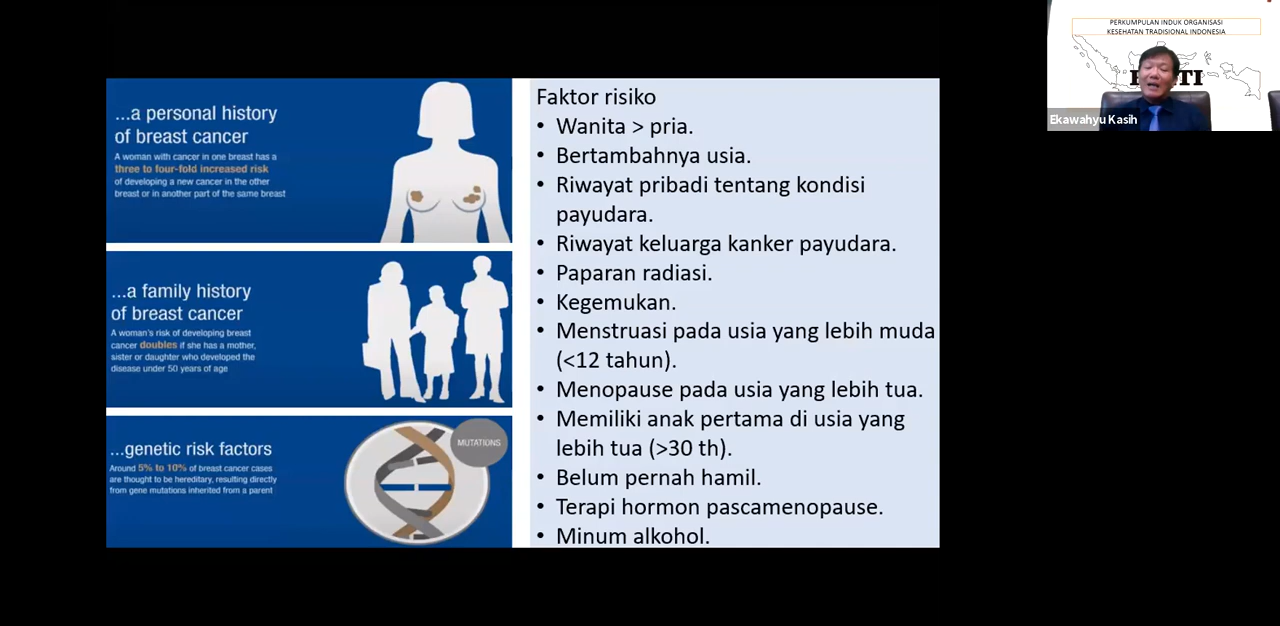 ...a personal history
of breast cancer
A woman with cancer in one breast has a
three to four-fold increased risk
of developing a new cancer in the other
breast or in another part of the same breast
...a family history
of breast cancer
A woman's risk of developing breast
cancer doubles if she has a mother,
sister or daughter who developed the
disease under 50 years of age
...genetic risk factors
Around 5% to 10% of breast cancer cases
are thought to be hereditary, resulting directly
from gene mutations inherited from a parent
MUTATIONS
Faktor risiko
• Wanita > pria.
• Bertambahnya usia.
• Riwayat pribadi tentang kondisi
payudara.
• Riwayat keluarga kanker payudara.
• Paparan radiasi.
• Kegemukan.
• Menstruasi pada usia yang lebih muda
(<12 tahun).
• Menopause pada usia yang lebih tua.
• Memiliki anak pertama di usia yang
lebih tua (>30 th).
• Belum pernah hamil.
• Terapi hormon pascamenopause.
• Minum alkohol.
PERKUMPULAN INDUK ORGANISASI
KESEHATAN TRADISIONAL INDONESIA
Ekawahyu Kasih